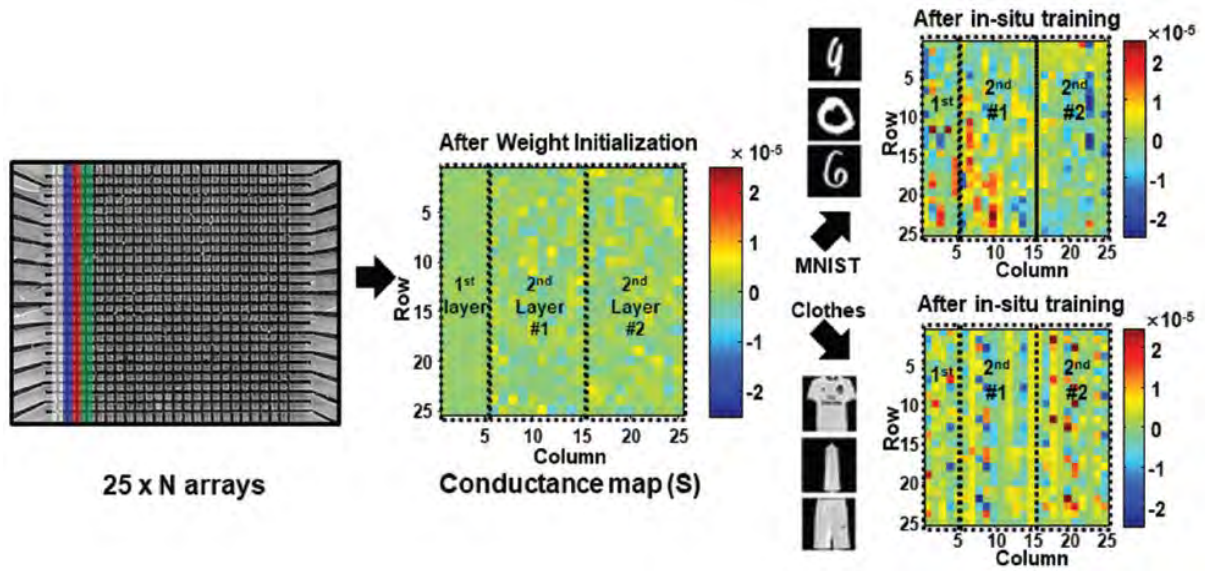 25 x N arrays
After Weight Initialization
× 10⁻⁵
2
1
0
-1
-2
Row
5
10
15
20
25
1ˢᵗ
layer
2ⁿᵈ
Layer
#1
2ⁿᵈ
Layer
#2
5 10 15 20 25
Column
Conductance map (S)
4
0
6
MNIST
Clothes
After in-situ training
×10⁻⁵
2
1
0
-1
-2
Row
5
10
15
20
25
1ˢᵗ
2ⁿᵈ
#1
2ⁿᵈ
#2
5 10 15 20 25
Column
After in-situ training
×10⁻⁵
2
1
0
-1
-2
Row
5
10
15
20
25
1ˢᵗ
2ⁿᵈ
#1
2ⁿᵈ
#2
5 10 15 20 25
Column